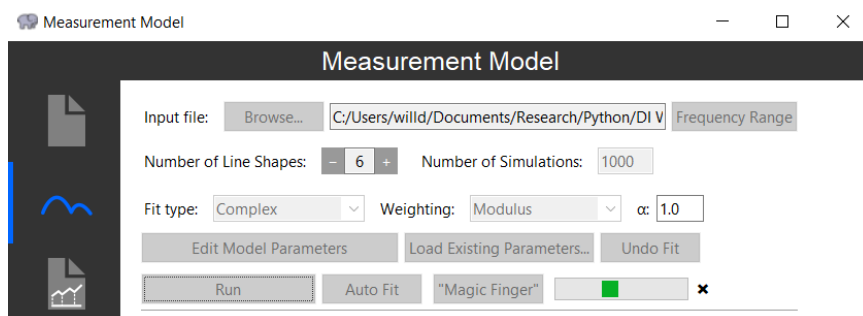 Measurement Model
Measurement Model
Input file: Browse... C:/Users/willd/Documents/Research/Python/DI Frequency Range
Number of Line Shapes: − 6 + Number of Simulations: 1000
Fit type: Complex Weighting: Modulus α: 1.0
Edit Model Parameters Load Existing Parameters... Undo Fit
Run Auto Fit "Magic Finger"